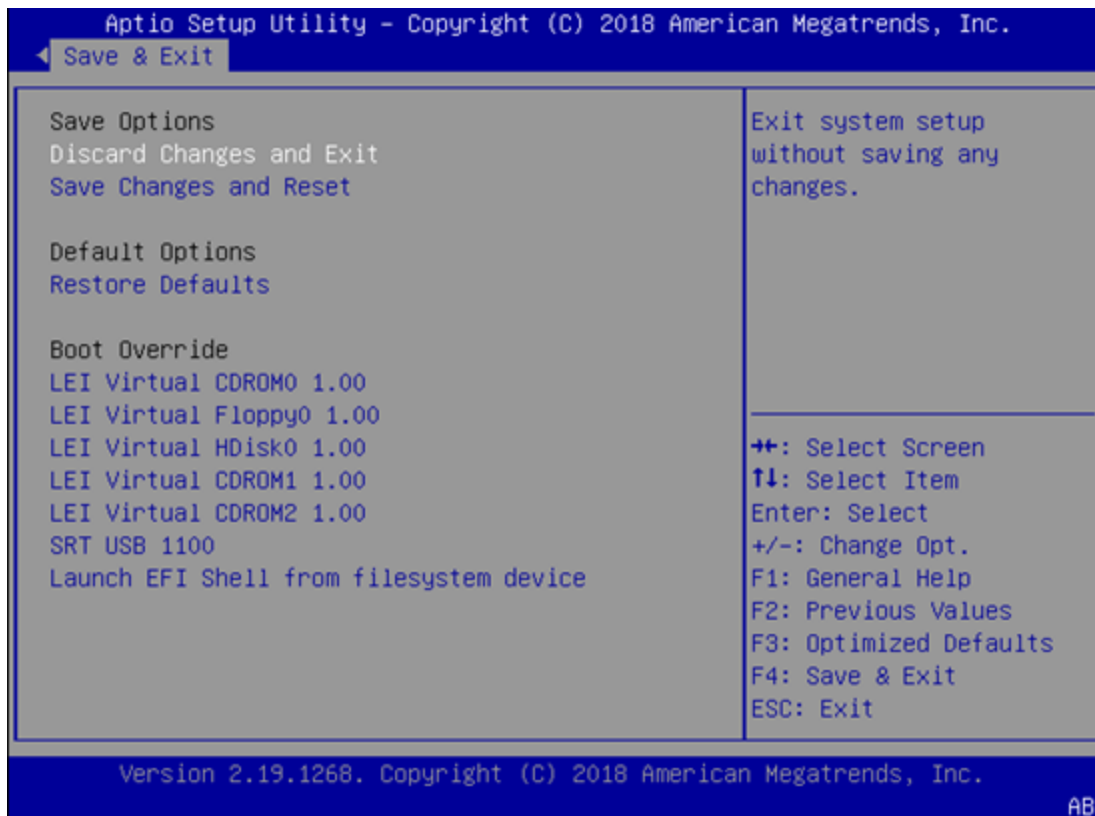 Aptio Setup Utility – Copyright (C) 2018 American Megatrends, Inc.
Save & Exit
Save Options
Discard Changes and Exit
Save Changes and Reset
Default Options
Restore Defaults
Boot Override
LEI Virtual CDROM0 1.00
LEI Virtual Floppy0 1.00
LEI Virtual HDisk0 1.00
LEI Virtual CDROM1 1.00
LEI Virtual CDROM2 1.00
SRT USB 1100
Launch EFI Shell from filesystem device
Exit system setup
without saving any
changes.
→←: Select Screen
↑↓: Select Item
Enter: Select
+/-: Change Opt.
F1: General Help
F2: Previous Values
F3: Optimized Defaults
F4: Save & Exit
ESC: Exit
Version 2.19.1268. Copyright (C) 2018 American Megatrends, Inc.
AB